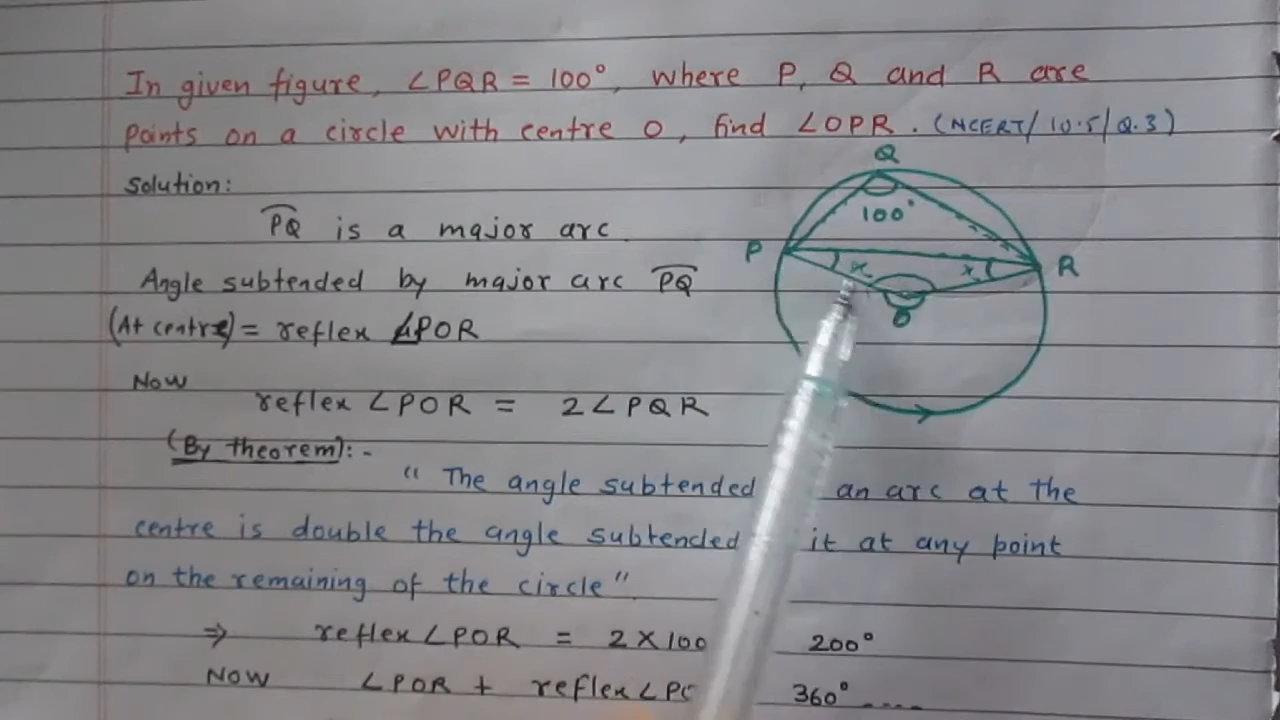 In given figure, ∠PQR = 100°, where P, Q and R are
points on a circle with centre O, find ∠OPR. (NCERT/10.5/Q.3)
Solution:
PQ is a major arc
Angle subtended by major arc PQ
(At centre) = reflex ∠POR
Now
reflex ∠POR = 2∠PQR
(By theorem):-
"The angle subtended an arc at the
centre is double the angle subtended it at any point
on the remaining of the circle"
⇒ reflex ∠POR = 2×100 200°
Now ∠POR + reflex ∠PO 360° ....
Q
100°
P
R
x
x
O